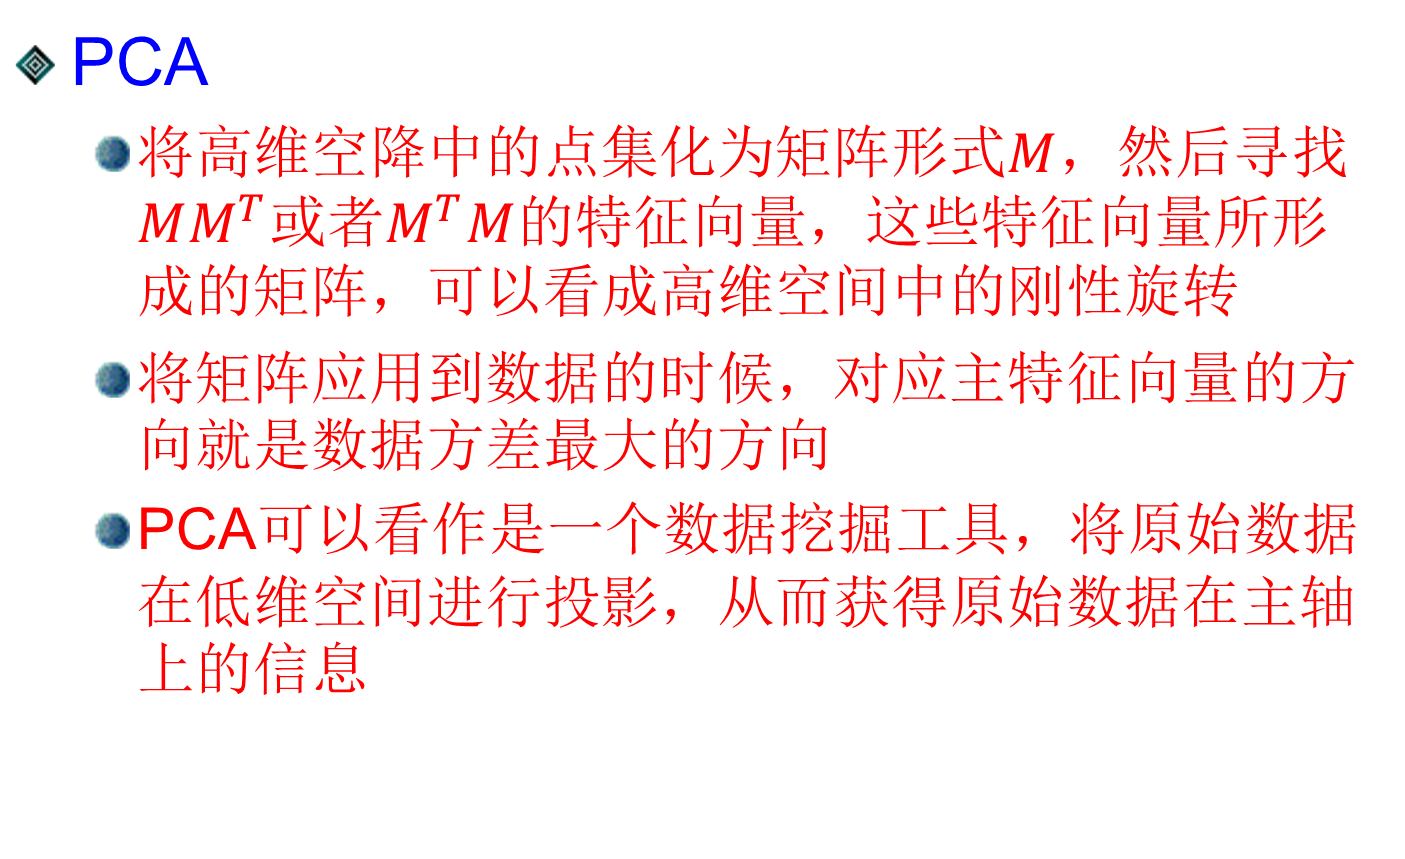 PCA
将高维空降中的点集化为矩阵形式M，然后寻找
MM^T或者M^T M的特征向量，这些特征向量所形
成的矩阵，可以看成高维空间中的刚性旋转
将矩阵应用到数据的时候，对应主特征向量的方
向就是数据方差最大的方向
PCA可以看作是一个数据挖掘工具，将原始数据
在低维空间进行投影，从而获得原始数据在主轴
上的信息